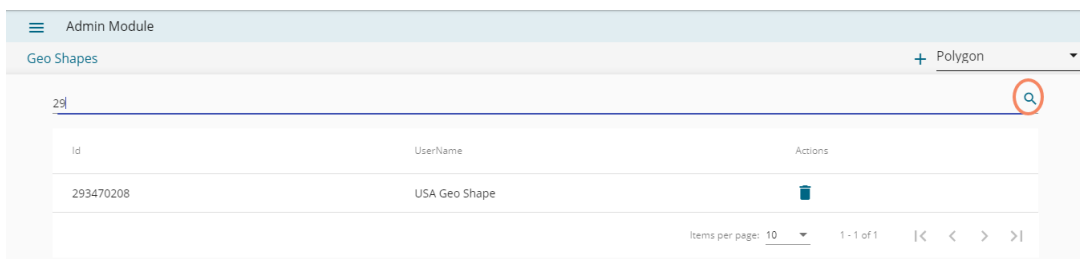 Admin Module
Geo Shapes + Polygon
29
Id UserName Actions
293470208 USA Geo Shape
Items per page: 10 1 - 1 of 1